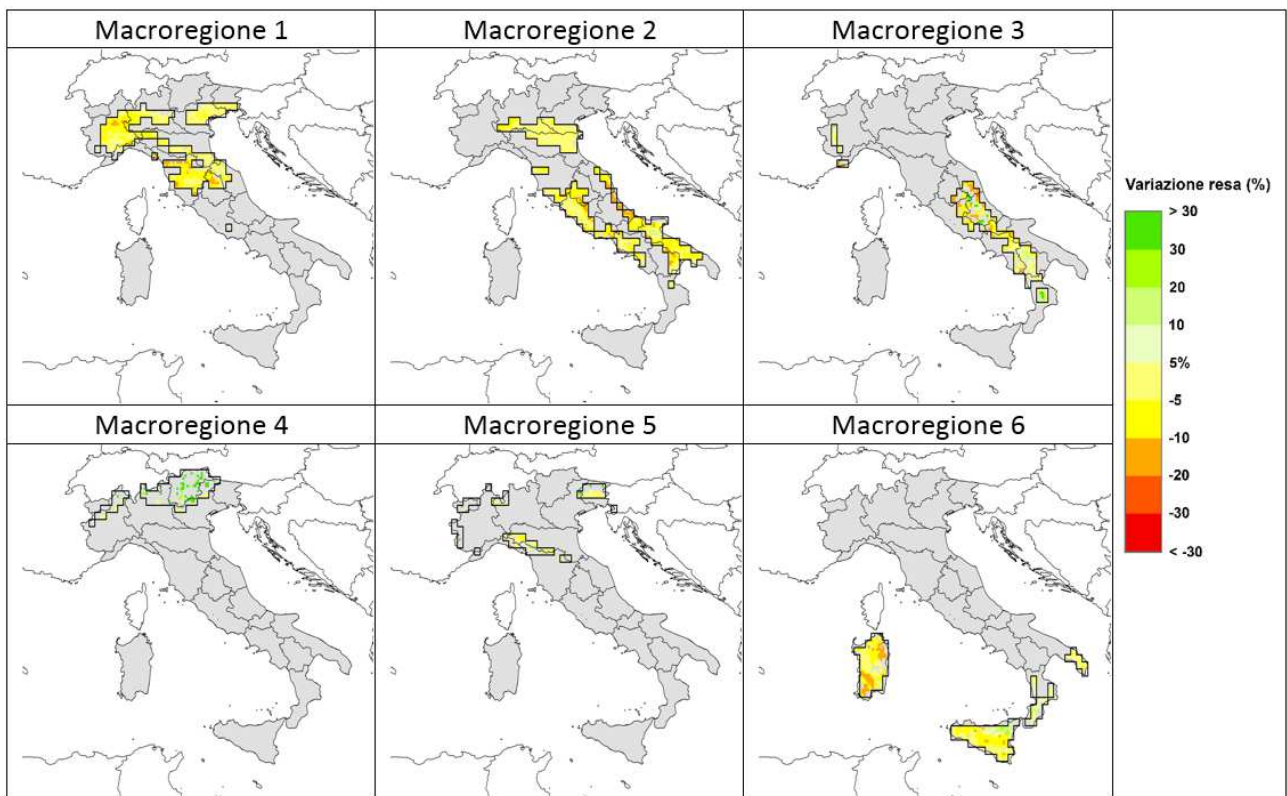 Macroregione 1
Macroregione 2
Macroregione 3
Variazione resa (%)
> 30
30
20
10
5%
-5
-10
-20
-30
< -30
Macroregione 4
Macroregione 5
Macroregione 6